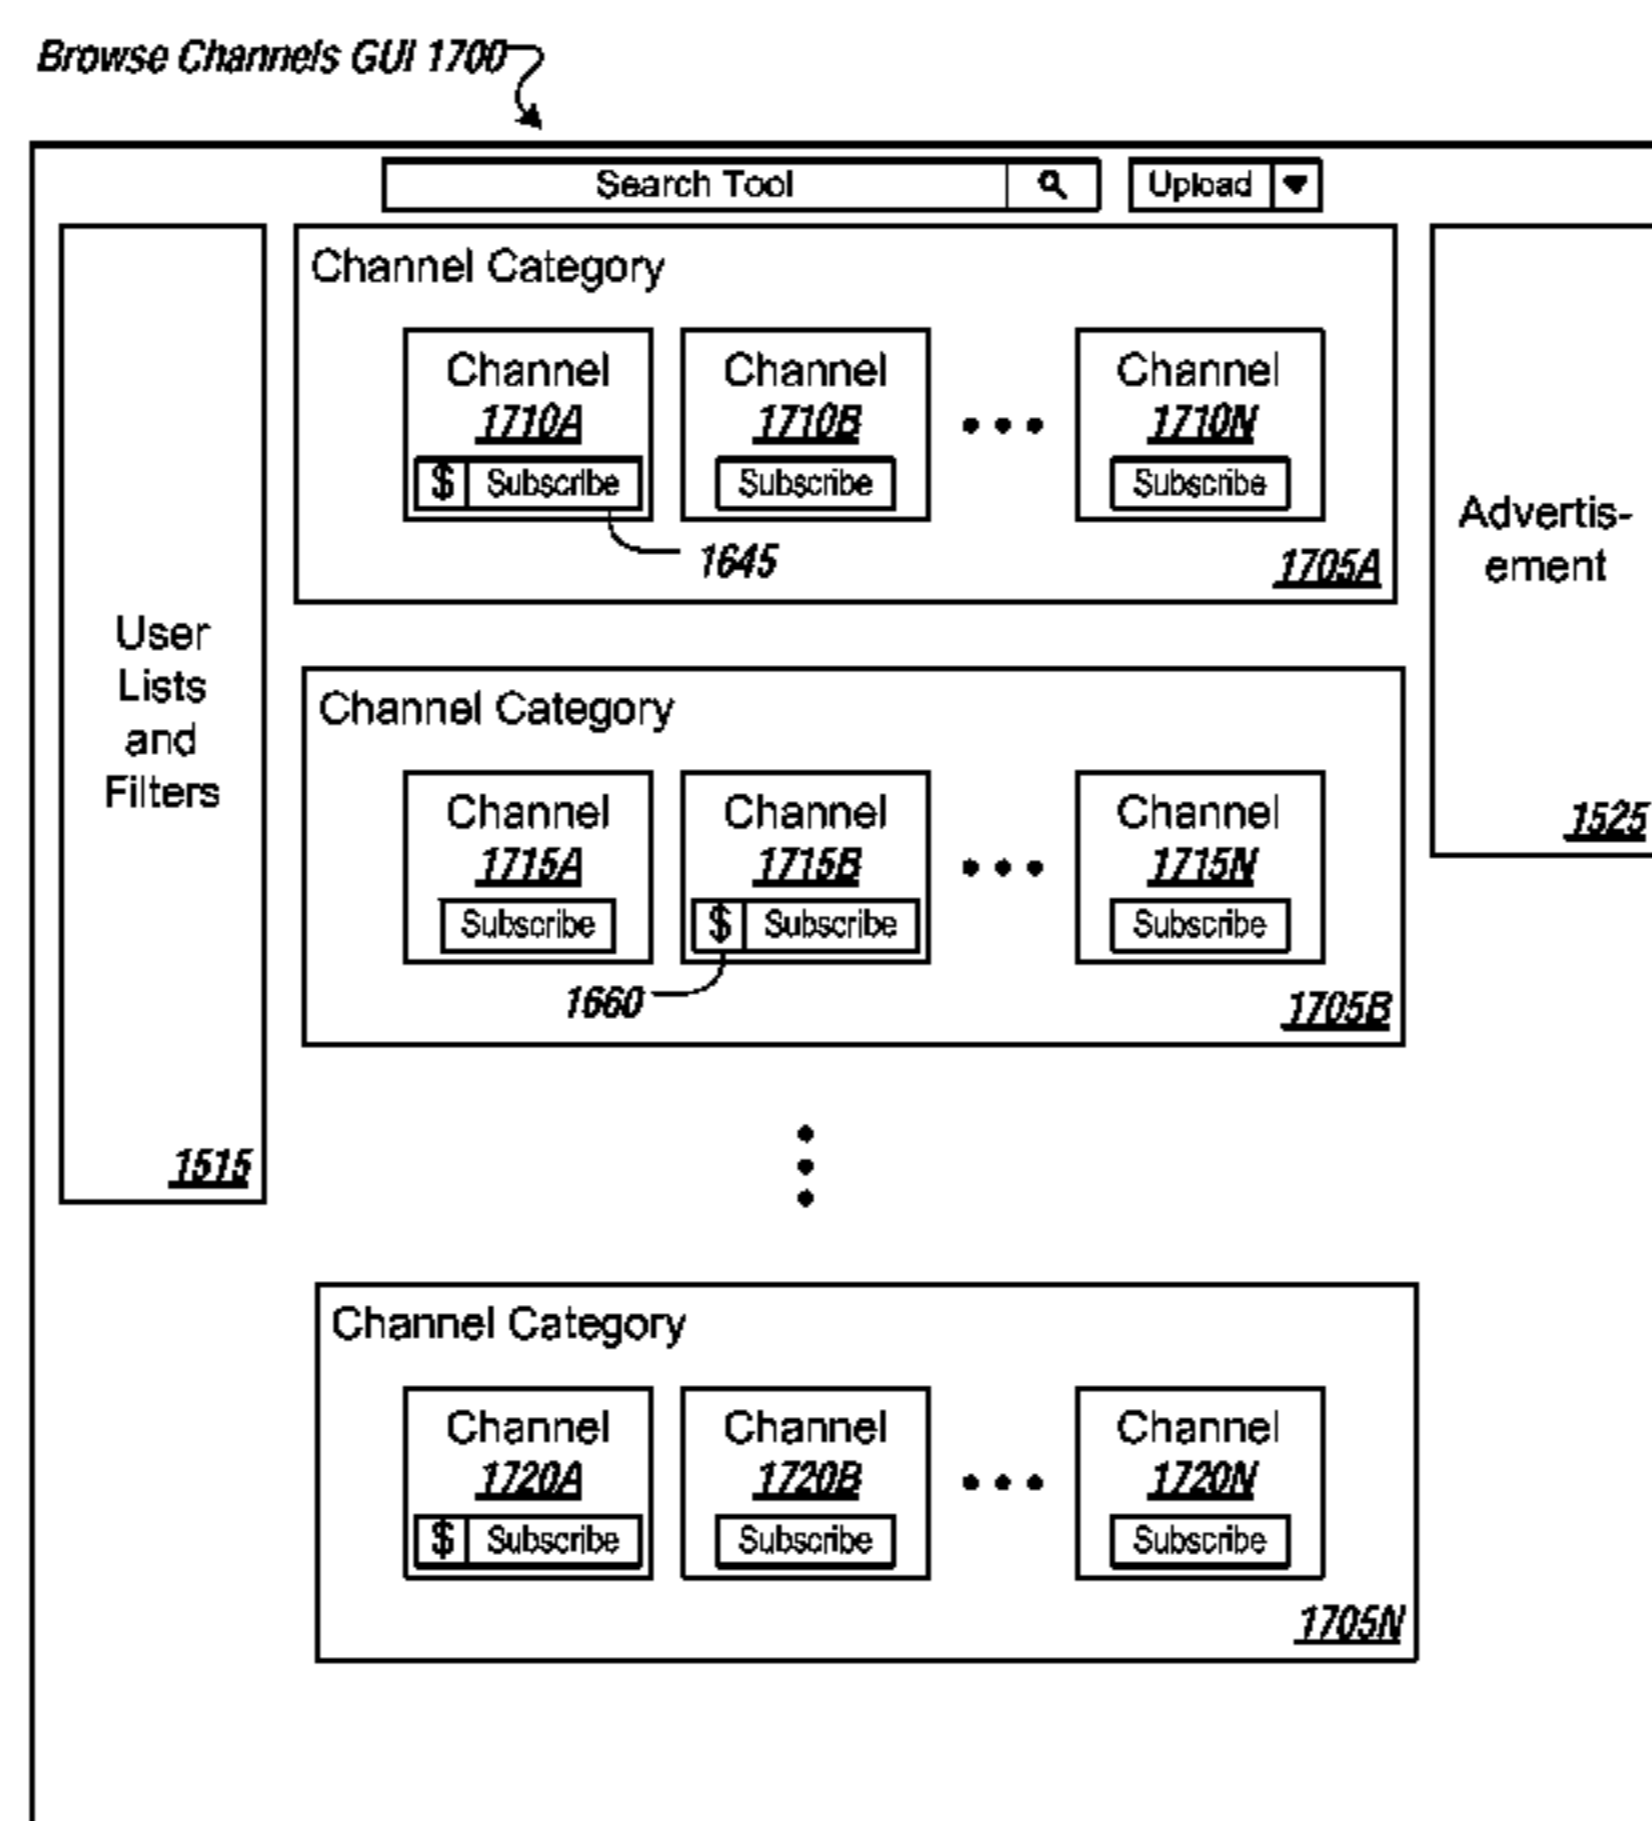 Browse Channels GUI 1700
Search Tool
Upload
Channel Category
Channel Channel Channel
1710A 1710B • • • 1710N
$ Subscribe Subscribe Subscribe
1645
1705A
User
Lists
and
Filters
1515
Advertis-
ement
1525
Channel Category
Channel Channel Channel
1715A 1715B • • • 1715N
Subscribe $ Subscribe Subscribe
1660
1705B
Channel Category
Channel Channel Channel
1720A 1720B • • • 1720N
$ Subscribe Subscribe Subscribe
1705N